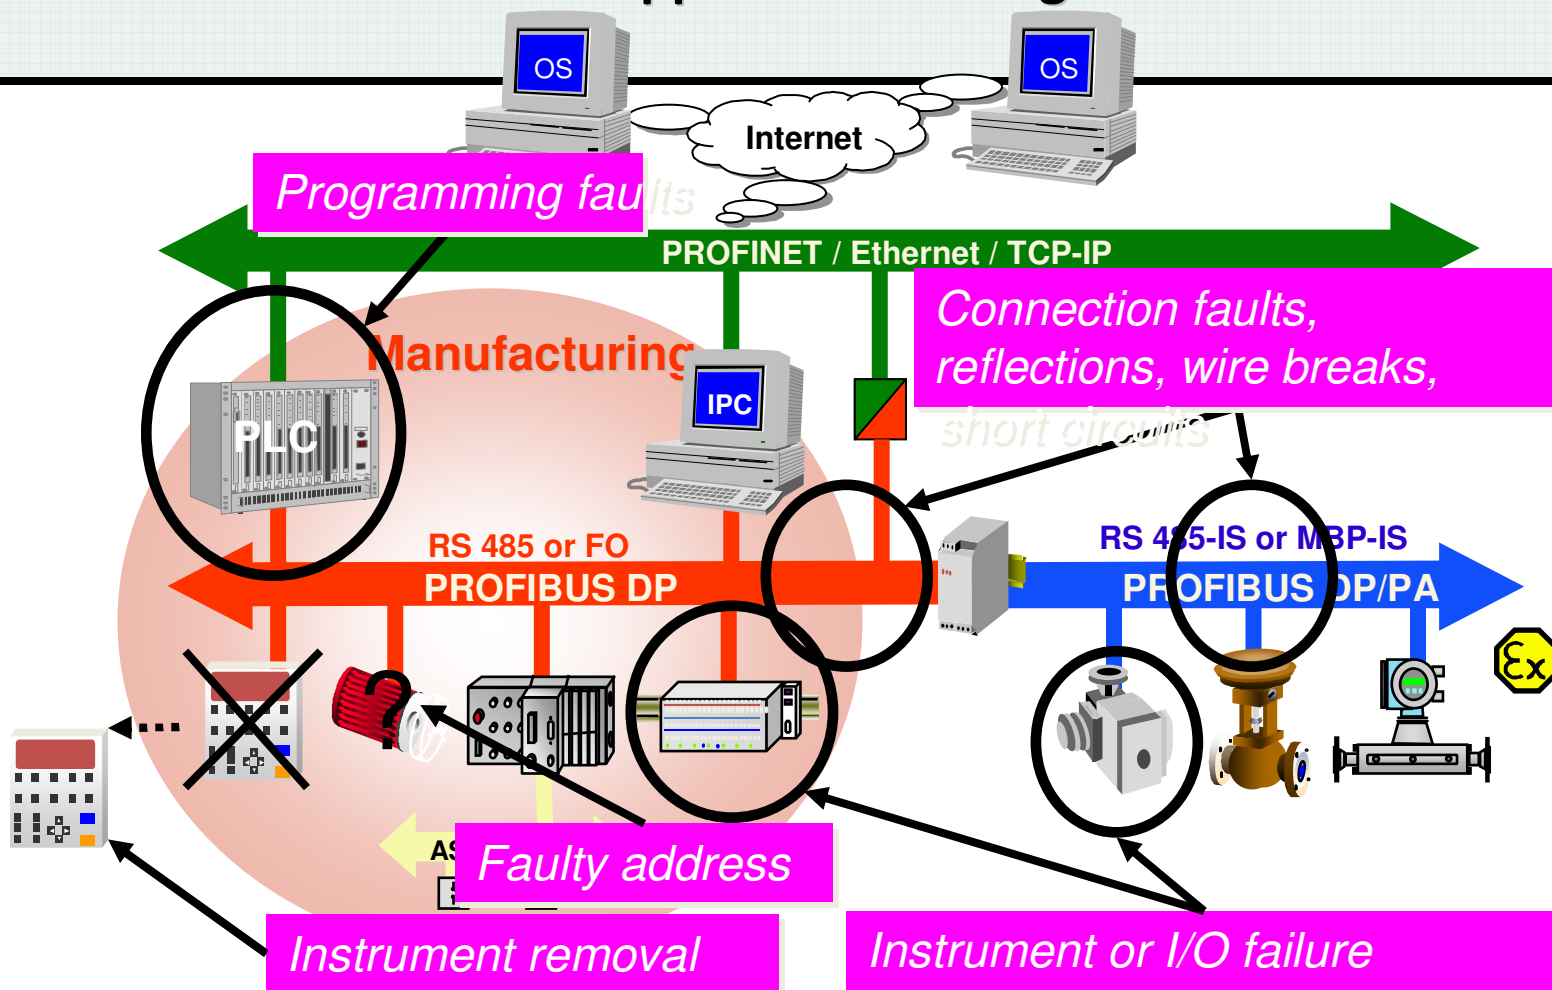 OS
OS
Internet
Programming faults
PROFINET / Ethernet / TCP-IP
Connection faults,
reflections, wire breaks,
short circuits
Manufacturing
IPC
PLC
RS 485 or FO
RS 485-IS or MBP-IS
PROFIBUS DP
PROFIBUS DP/PA
?
Ex
AS
Faulty address
Instrument removal
Instrument or I/O failure